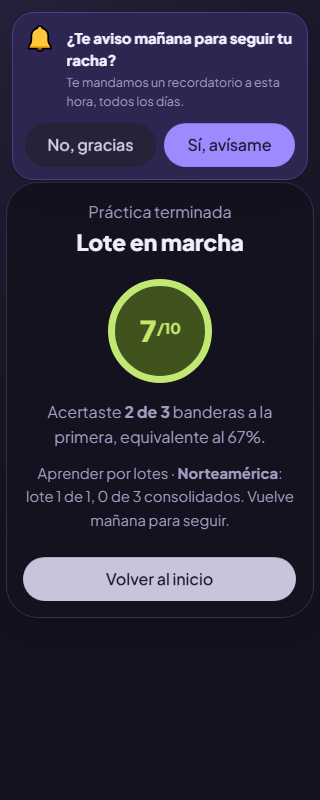 ¿Te aviso mañana para seguir tu
racha?
Te mandamos un recordatorio a esta
hora, todos los días.
No, gracias
Sí, avísame
Práctica terminada
Lote en marcha
7/10
Acertaste 2 de 3 banderas a la
primera, equivalente al 67%.
Aprender por lotes · Norteamérica:
lote 1 de 1, 0 de 3 consolidados. Vuelve
mañana para seguir.
Volver al inicio